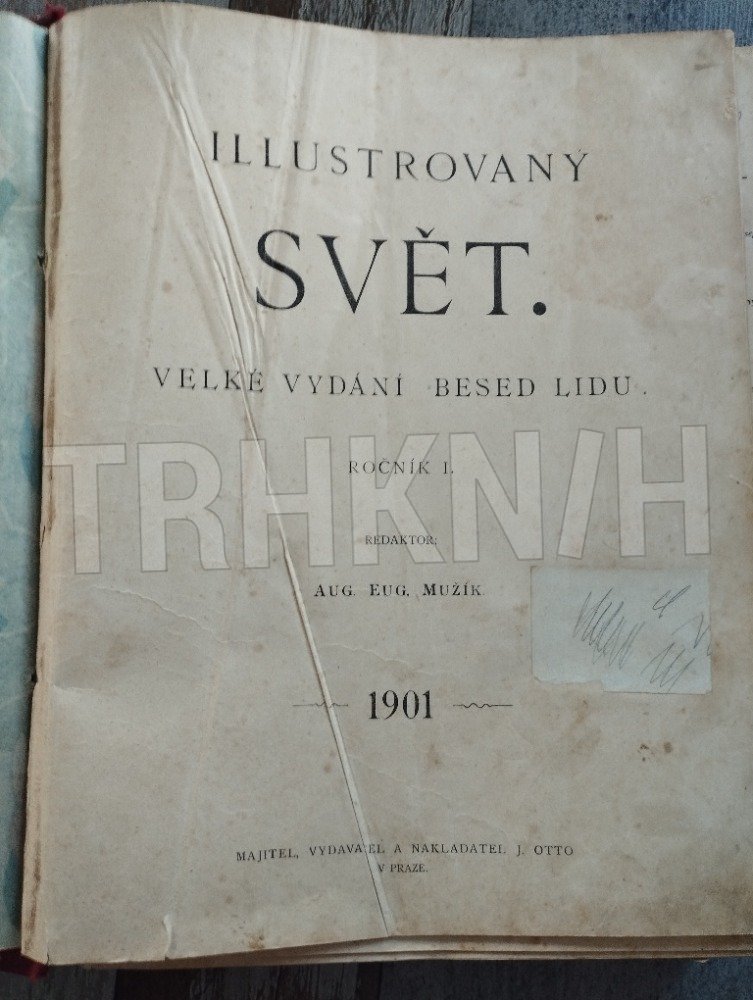 ILLUSTROVANÝ
SVĚT.
VELKÉ VYDÁNÍ BESED LIDU.
ROČNÍK I.
TRHKNIH
REDAKTOR:
AUG. EUG. MUŽÍK.
1901
MAJITEL, VYDAVATEL A NAKLADATEL J. OTTO
V PRAZE.